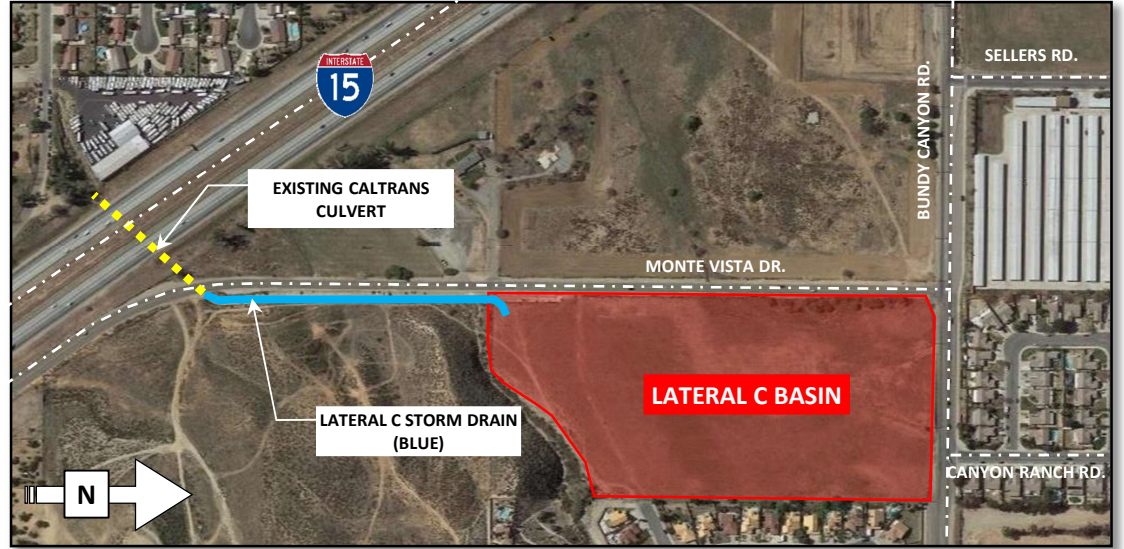 SELLERS RD.
INTERSTATE
15
BUNDY CANYON RD.
EXISTING CALTRANS
CULVERT
MONTE VISTA DR.
LATERAL C BASIN
LATERAL C STORM DRAIN
(BLUE)
CANYON RANCH RD.
N